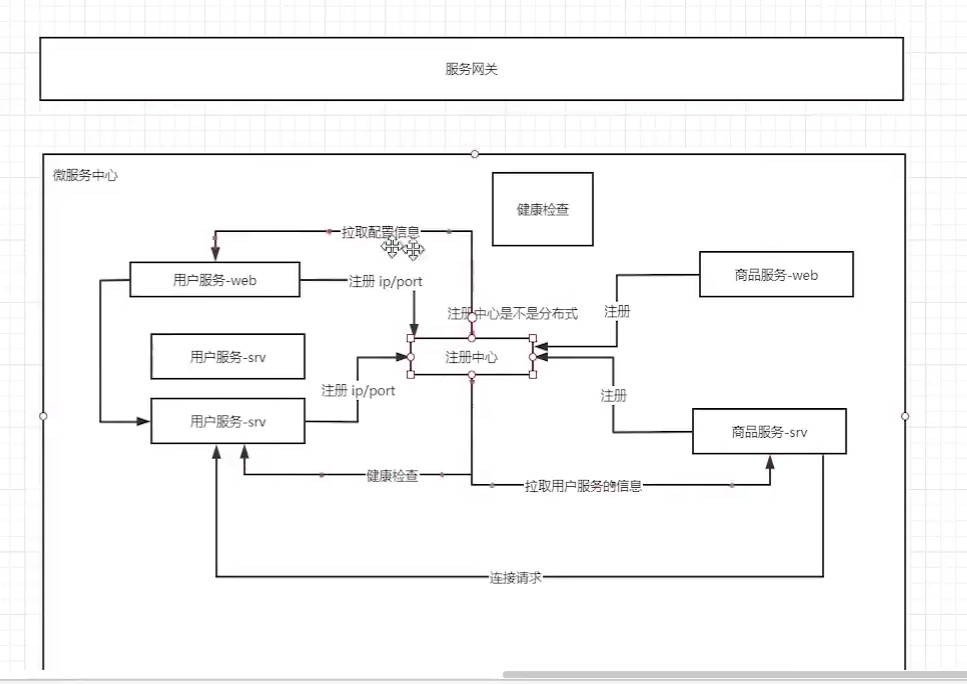 服务网关
微服务中心
健康检查
拉取配置信息
用户服务-web
注册 ip/port
商品服务-web
注册中心是不是分布式
注册
用户服务-srv
注册中心
注册 ip/port
注册
用户服务-srv
商品服务-srv
健康检查
拉取用户服务的信息
连接请求